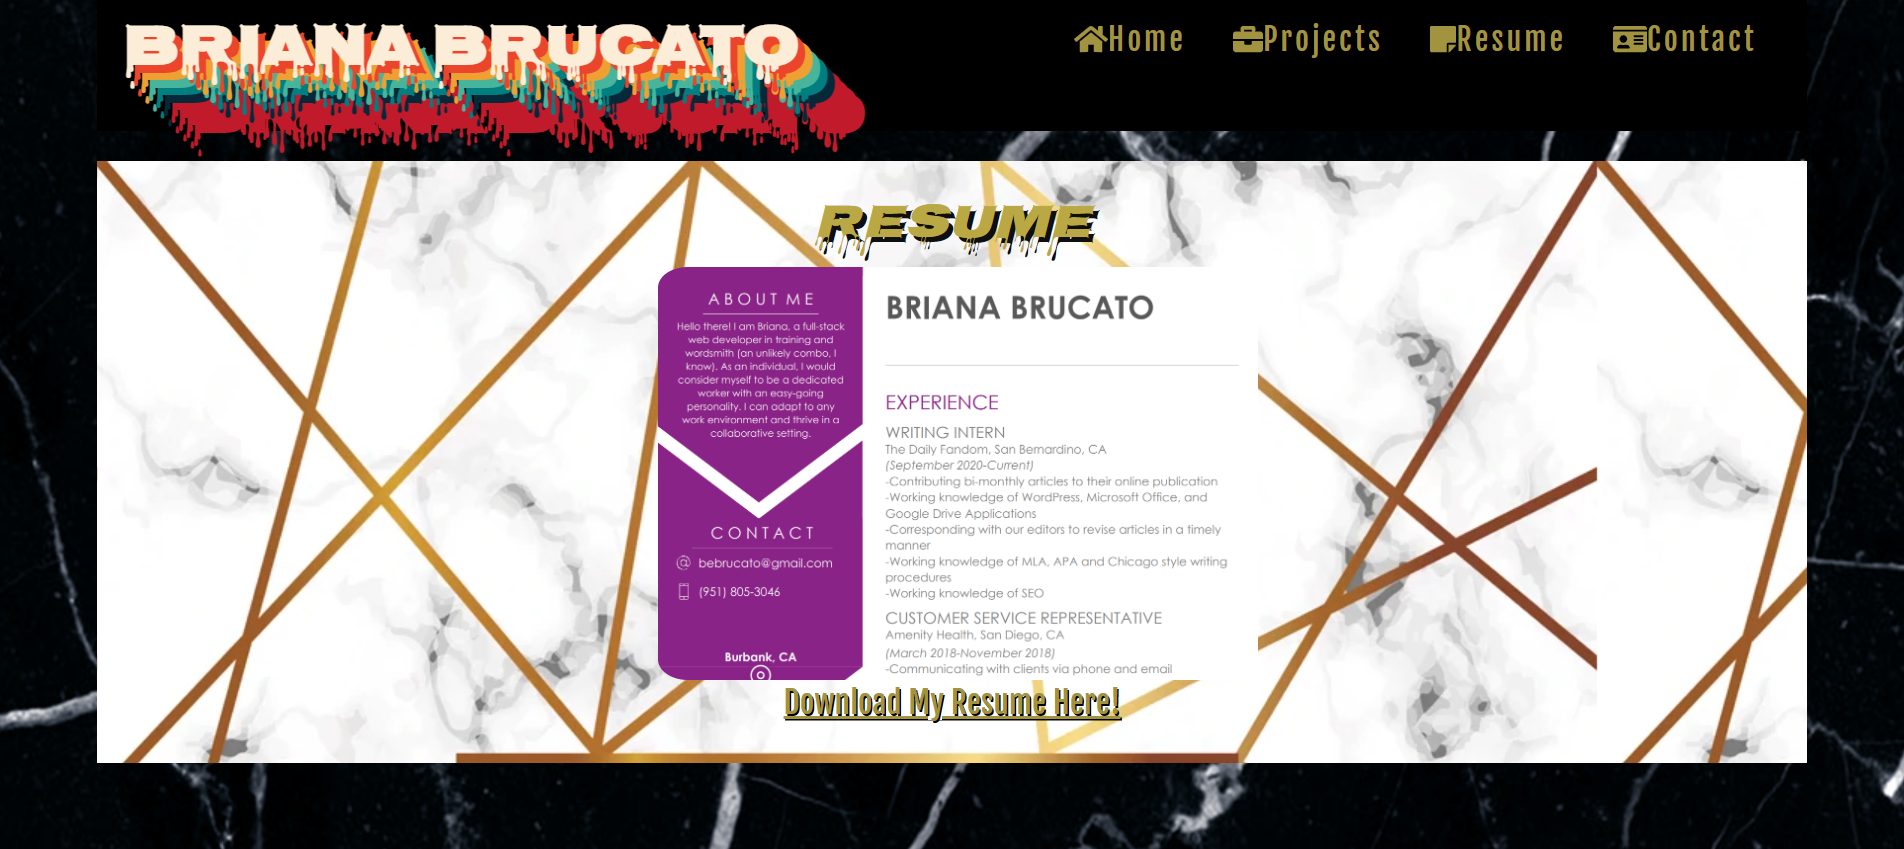 BRIANA BRUCATO
Home
Projects
Resume
Contact
RESUME
ABOUT ME
Hello there! I am Briana, a full-stack
web developer in training and
wordsmith (an unlikely combo, I
know). As an individual, I would
consider myself to be a dedicated
worker with an easy-going
personality. I can adapt to any
work environment and thrive in a
collaborative setting.
CONTACT
bebrucato@gmail.com
(951) 805-3046
Burbank, CA
BRIANA BRUCATO
EXPERIENCE
WRITING INTERN
The Daily Fandom, San Bernardino, CA
(September 2020-Current)
-Contributing bi-monthly articles to their online publication
-Working knowledge of WordPress, Microsoft Office, and
Google Drive Applications
-Corresponding with our editors to revise articles in a timely
manner
-Working knowledge of MLA, APA and Chicago style writing
procedures
-Working knowledge of SEO
CUSTOMER SERVICE REPRESENTATIVE
Amenity Health, San Diego, CA
(March 2018-November 2018)
-Communicating with clients via phone and email
Download My Resume Here!